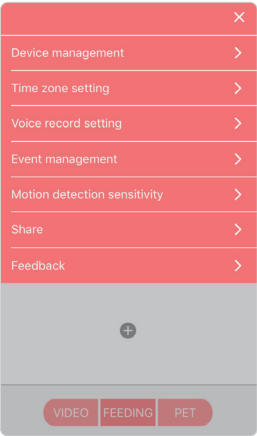 Device management
Time zone setting
Voice record setting
Event management
Motion detection sensitivity
Share
Feedback
VIDEO FEEDING PET